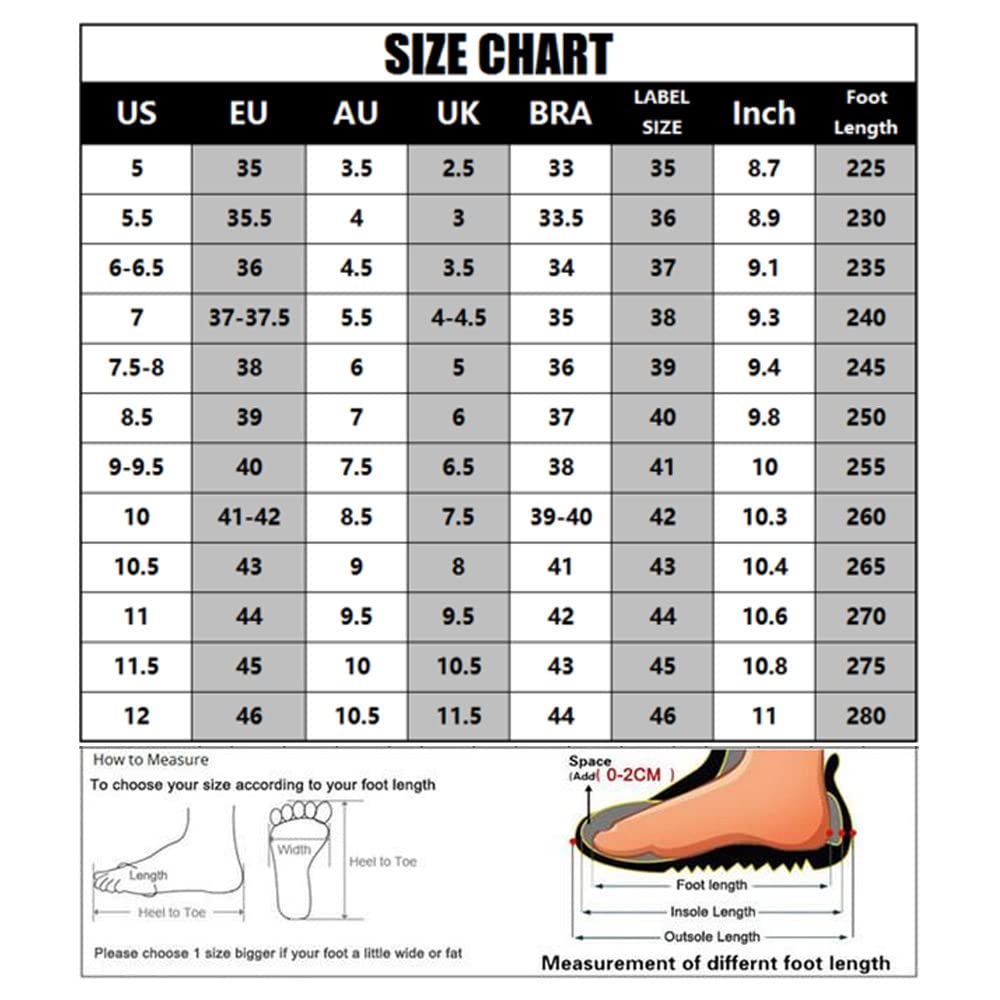 SIZE CHART
US EU AU UK BRA LABEL SIZE Inch Foot Length
5 35 3.5 2.5 33 35 8.7 225
5.5 35.5 4 3 33.5 36 8.9 230
6-6.5 36 4.5 3.5 34 37 9.1 235
7 37-37.5 5.5 4-4.5 35 38 9.3 240
7.5-8 38 6 5 36 39 9.4 245
8.5 39 7 6 37 40 9.8 250
9-9.5 40 7.5 6.5 38 41 10 255
10 41-42 8.5 7.5 39-40 42 10.3 260
10.5 43 9 8 41 43 10.4 265
11 44 9.5 9.5 42 44 10.6 270
11.5 45 10 10.5 43 45 10.8 275
12 46 10.5 11.5 44 46 11 280
How to Measure
To choose your size according to your foot length
Length
Heel to Toe
Width
Heel to Toe
Please choose 1 size bigger if your foot a little wide or fat
Space
(Add( 0-2CM )
Foot length
Insole Length
Outsole Length
Measurement of differnt foot length